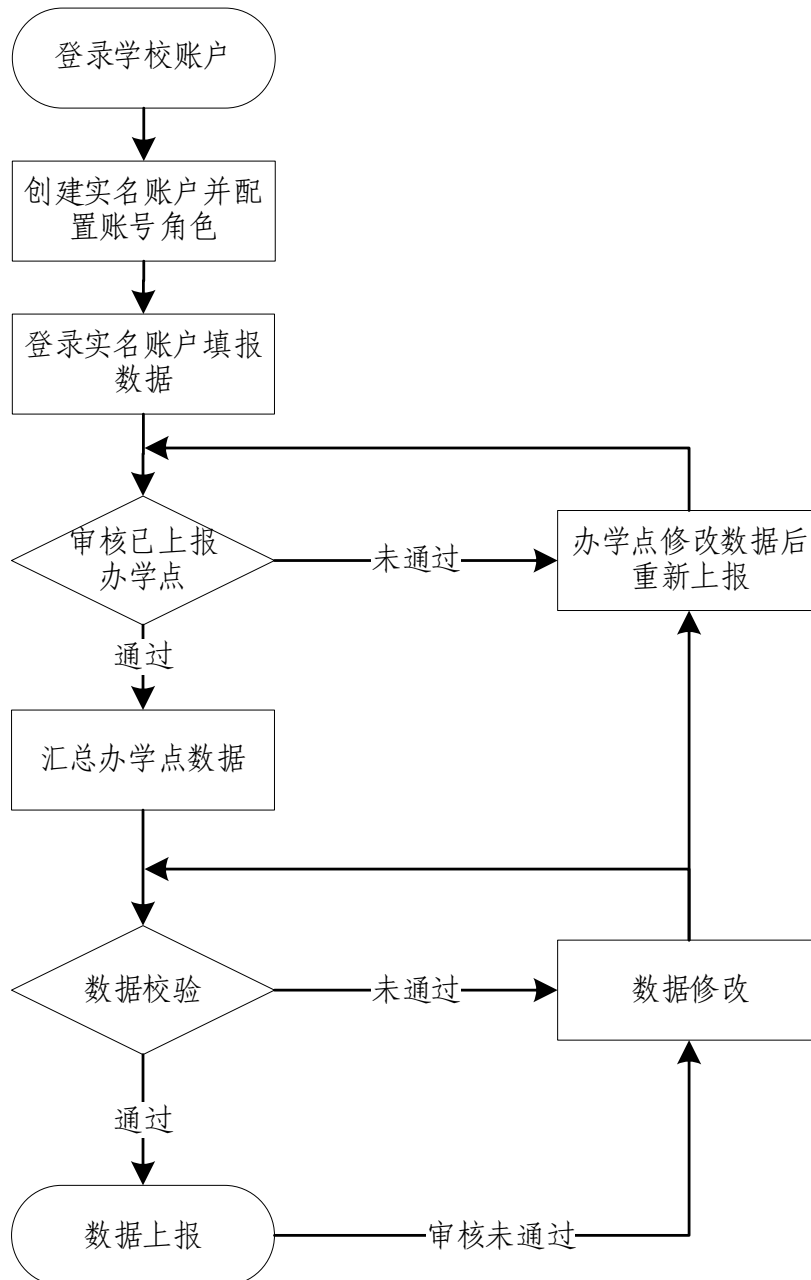 登录学校账户
创建实名账户并配
置账号角色
登录实名账户填报
数据
审核已上报
办学点
未通过
办学点修改数据后
重新上报
通过
汇总办学点数据
数据校验
未通过
数据修改
通过
数据上报
审核未通过